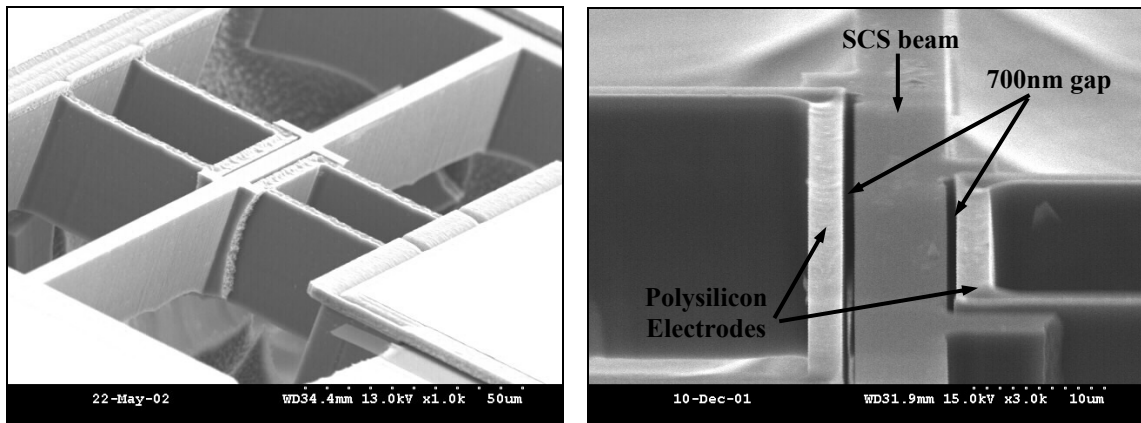 SCS beam
700nm gap
Polysilicon
Electrodes
22-May-02 WD34.4mm 13.0kV x1.0k 50um
10-Dec-01 WD31.9mm 15.0kV x3.0k 10um